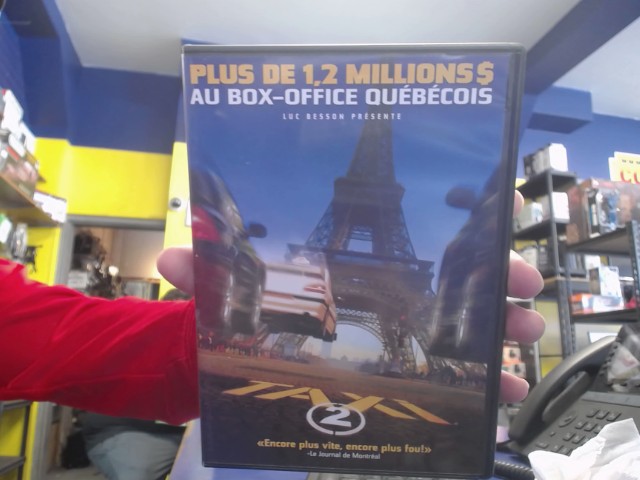 PLUS DE 1,2 MILLIONS $
AU BOX-OFFICE QUÉBÉCOIS
LUC BESSON PRÉSENTE
TAXI
2
«Encore plus vite, encore plus fou!»
-Le Journal de Montréal